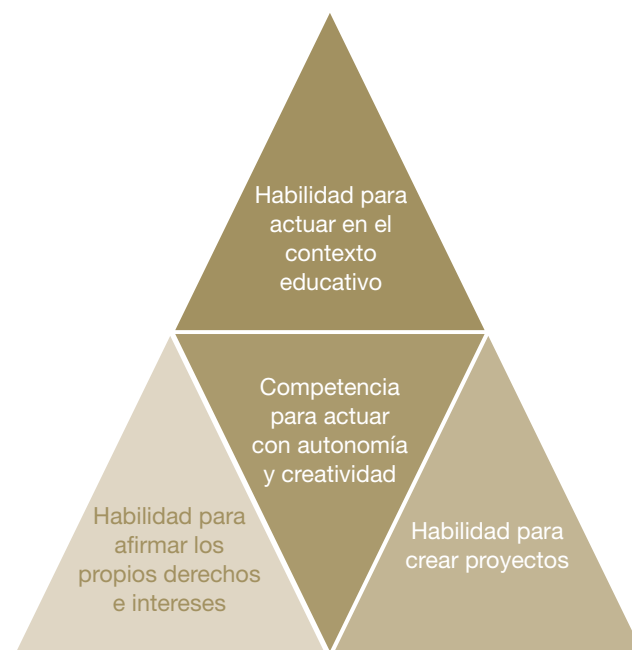 Habilidad para
actuar en el
contexto
educativo
Competencia
para actuar
con autonomía
y creatividad
Habilidad para
afirmar los
propios derechos
e intereses
Habilidad para
crear proyectos